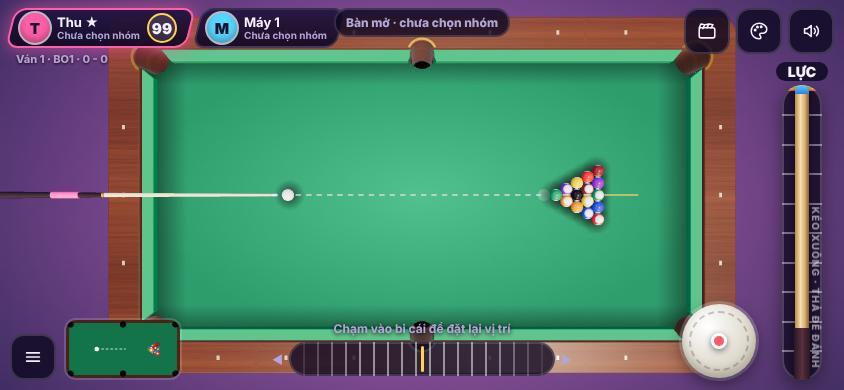 T
Thu ★
Chưa chọn nhóm
99
M
Máy 1
Chưa chọn nhóm
Bàn mở · chưa chọn nhóm
Ván 1 · BO1 · 0 - 0
LỰC
KÉO XUỐNG · THẢ ĐỂ ĐÁNH
Chạm vào bi cái để đặt lại vị trí